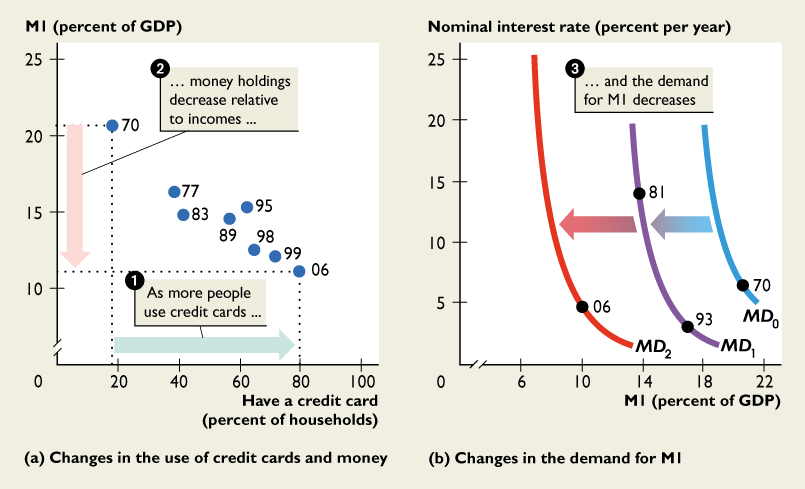 M1 (percent of GDP)
25
20
15
10
0
20
40
60
80
100
2
… money holdings
decrease relative
to incomes …
70
77
83
89
95
98
99
06
1
As more people
use credit cards …
Have a credit card
(percent of households)
(a) Changes in the use of credit cards and money
Nominal interest rate (percent per year)
25
20
15
10
5
0
6
10
14
18
22
3
… and the demand
for M1 decreases
81
70
06
93
MD0
MD2
MD1
M1 (percent of GDP)
(b) Changes in the demand for M1